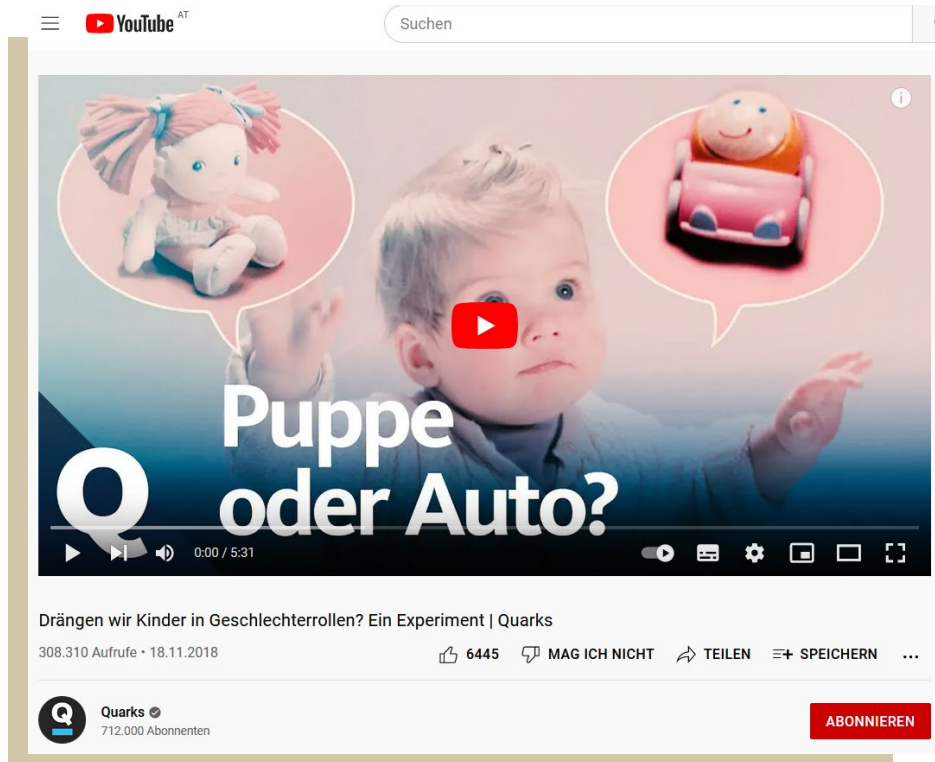 YouTube AT
Suchen
Puppe
oder Auto?
Q
0:00 / 5:31
Drängen wir Kinder in Geschlechterrollen? Ein Experiment | Quarks
308.310 Aufrufe • 18.11.2018
6445 MAG ICH NICHT TEILEN SPEICHERN
Q
Quarks
712.000 Abonnenten
ABONNIEREN